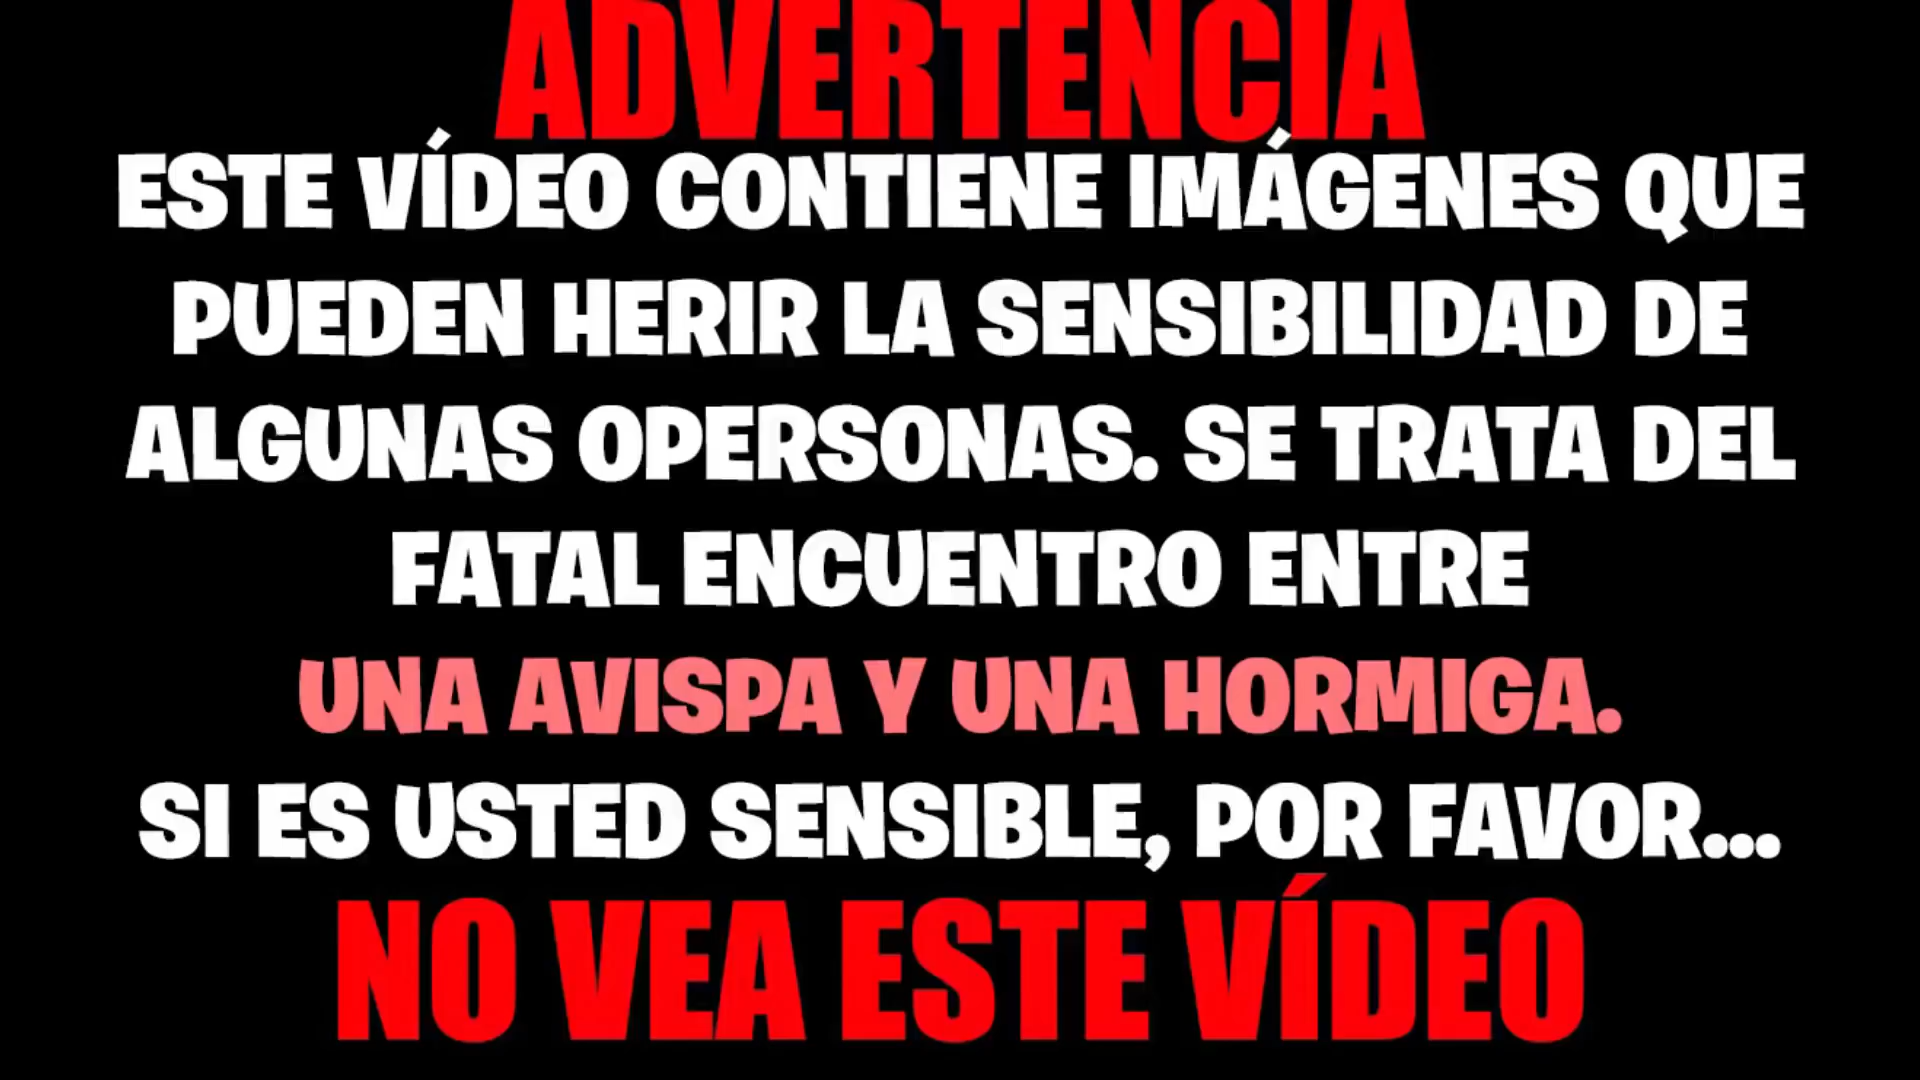 ADVERTENCIA
ESTE VÍDEO CONTIENE IMÁGENES QUE
PUEDEN HERIR LA SENSIBILIDAD DE
ALGUNAS OPERSONAS. SE TRATA DEL
FATAL ENCUENTRO ENTRE
UNA AVISPA Y UNA HORMIGA.
SI ES USTED SENSIBLE, POR FAVOR...
NO VEA ESTE VÍDEO